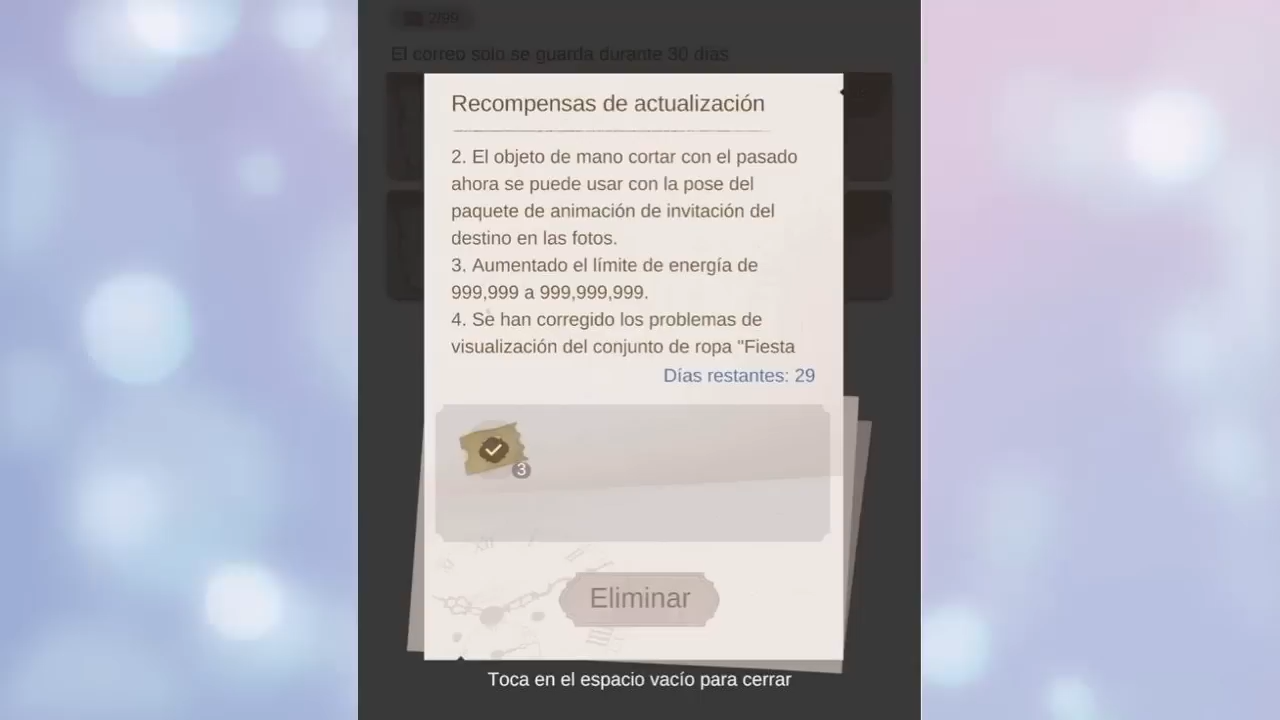 2/99
El correo solo se guarda durante 30 días
Recompensas de actualización
2. El objeto de mano cortar con el pasado
ahora se puede usar con la pose del
paquete de animación de invitación del
destino en las fotos.
3. Aumentado el límite de energía de
999,999 a 999,999,999.
4. Se han corregido los problemas de
visualización del conjunto de ropa "Fiesta
Días restantes: 29
3
Eliminar
Toca en el espacio vacío para cerrar